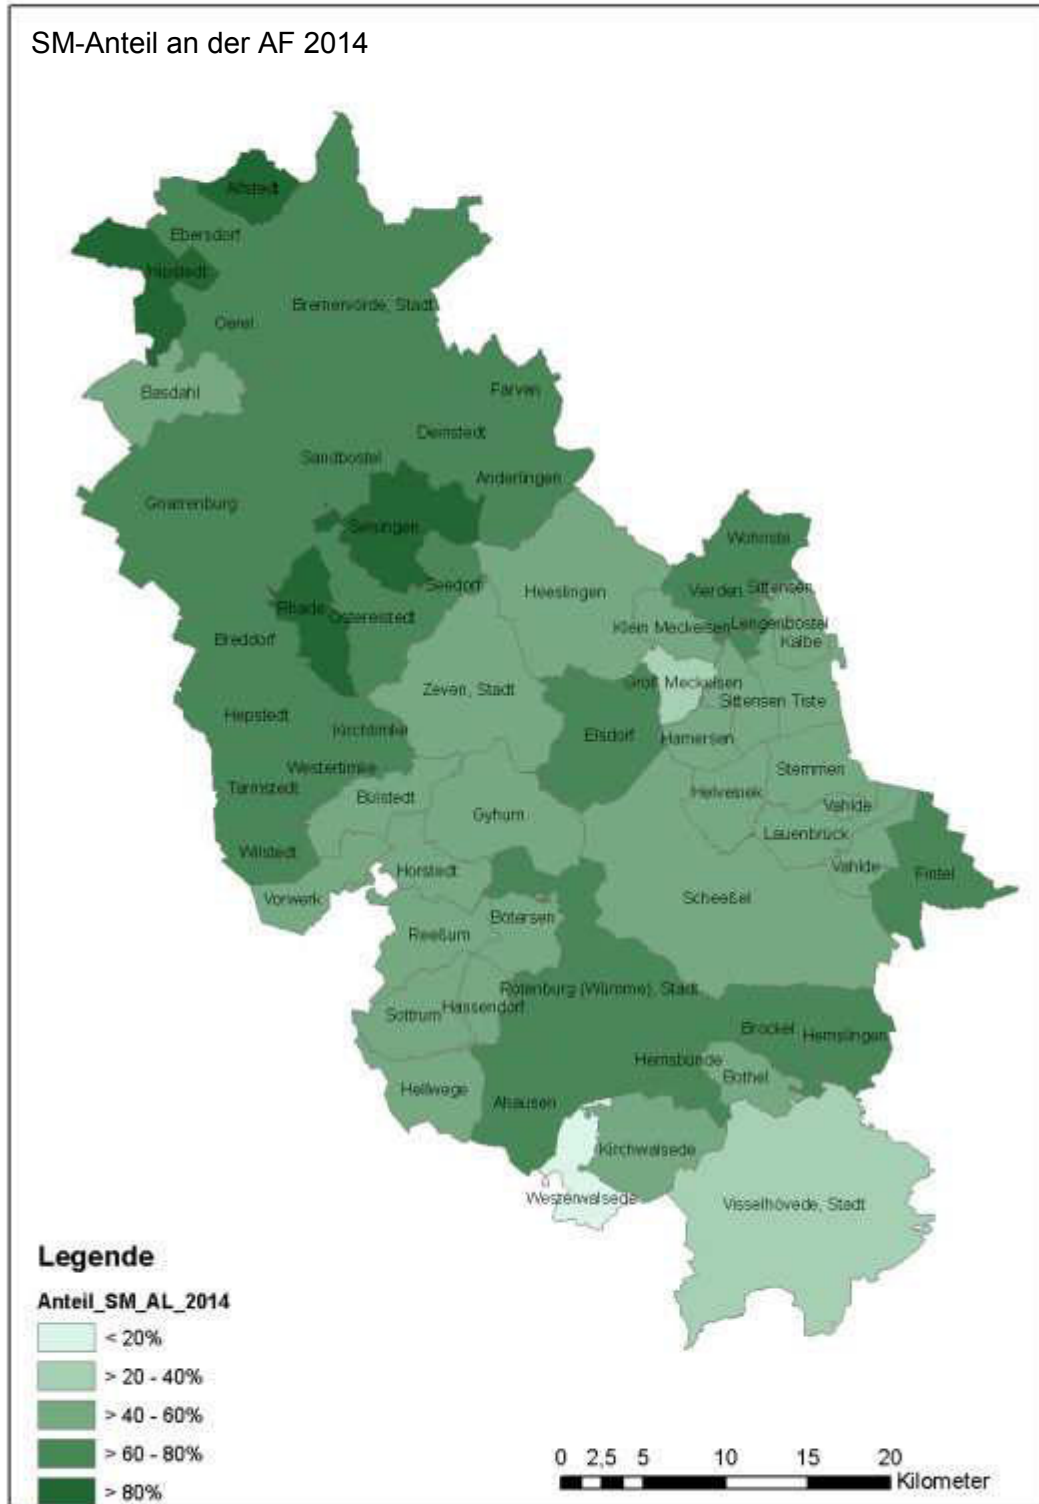 SM-Anteil an der AF 2014
Alfstedt
Ebersdorf
Hipstedt
Bremervörde, Stadt
Oerel
Basdahl
Farven
Deinstedt
Sandbostel
Anderlingen
Gnarrenburg
Selsingen
Wohnste
Seedorf
Heeslingen
Vierden
Sittensen
Rhade
Ostereistedt
Klein Meckelsen
Lengenbostel
Breddorf
Kalbe
Zeven, Stadt
Groß Meckelsen
Sittensen
Tiste
Hepstedt
Kirchtimke
Elsdorf
Hamersen
Westertimke
Stemmen
Tarmstedt
Bülstedt
Helvesiek
Vahlde
Gyhum
Lauenbrück
Wilstedt
Horstedt
Vahlde
Fintel
Vorwerk
Scheeßel
Bötersen
Reeßum
Rotenburg (Wümme), Stadt
Sottrum
Hassendorf
Brockel
Hemslingen
Hemsbünde
Bothel
Hellwege
Ahausen
Kirchwalsede
Westerwalsede
Visselhövede, Stadt
Legende
Anteil_SM_AL_2014
< 20%
> 20 - 40%
> 40 - 60%
> 60 - 80%
> 80%
0 2,5 5 10 15 20
Kilometer